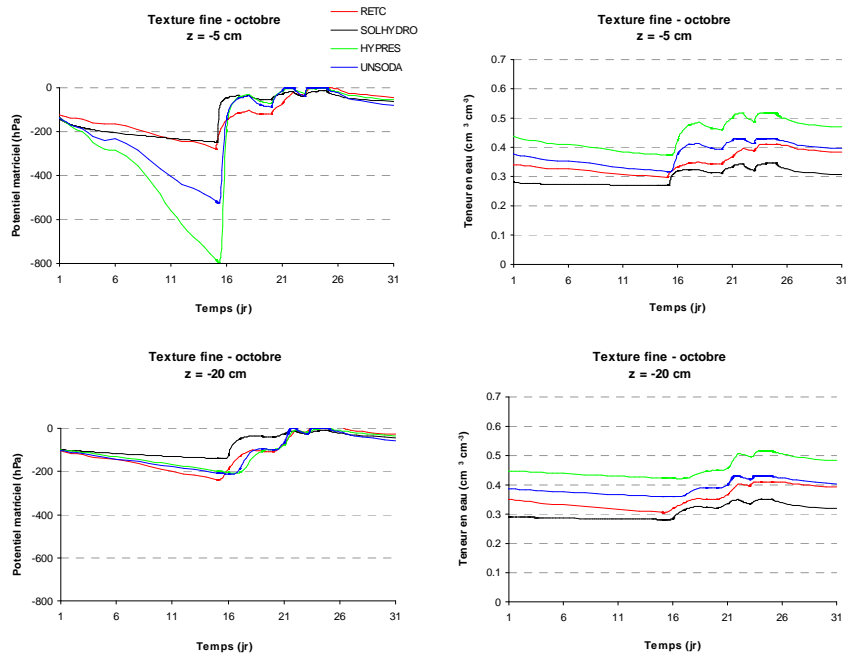 Texture fine - octobre
z = -5 cm
RETC
SOLHYDRO
HYPRES
UNSODA
Potentiel matriciel (hPa)
0
-200
-400
-600
-800
1 6 11 16 21 26 31
Temps (jr)
Texture fine - octobre
z = -5 cm
Teneur en eau (cm³ cm⁻³)
0.7
0.6
0.5
0.4
0.3
0.2
0.1
0
1 6 11 16 21 26 31
Temps (jr)
Texture fine - octobre
z = -20 cm
Potentiel matriciel (hPa)
0
-200
-400
-600
-800
1 6 11 16 21 26 31
Temps (jr)
Texture fine - octobre
z = -20 cm
Teneur en eau (cm³ cm⁻³)
0.7
0.6
0.5
0.4
0.3
0.2
0.1
0
1 6 11 16 21 26 31
Temps (jr)